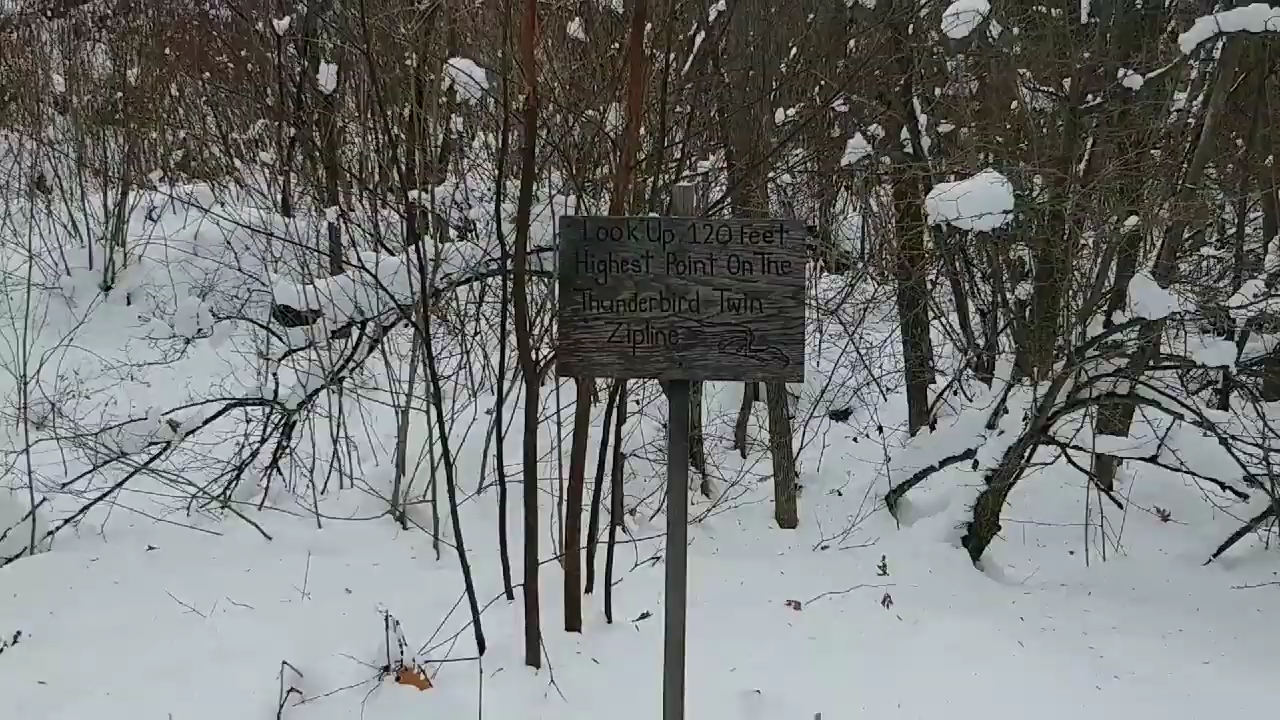 Look Up. 120 feet
Highest Point On The
Thunderbird Twin
Zipline